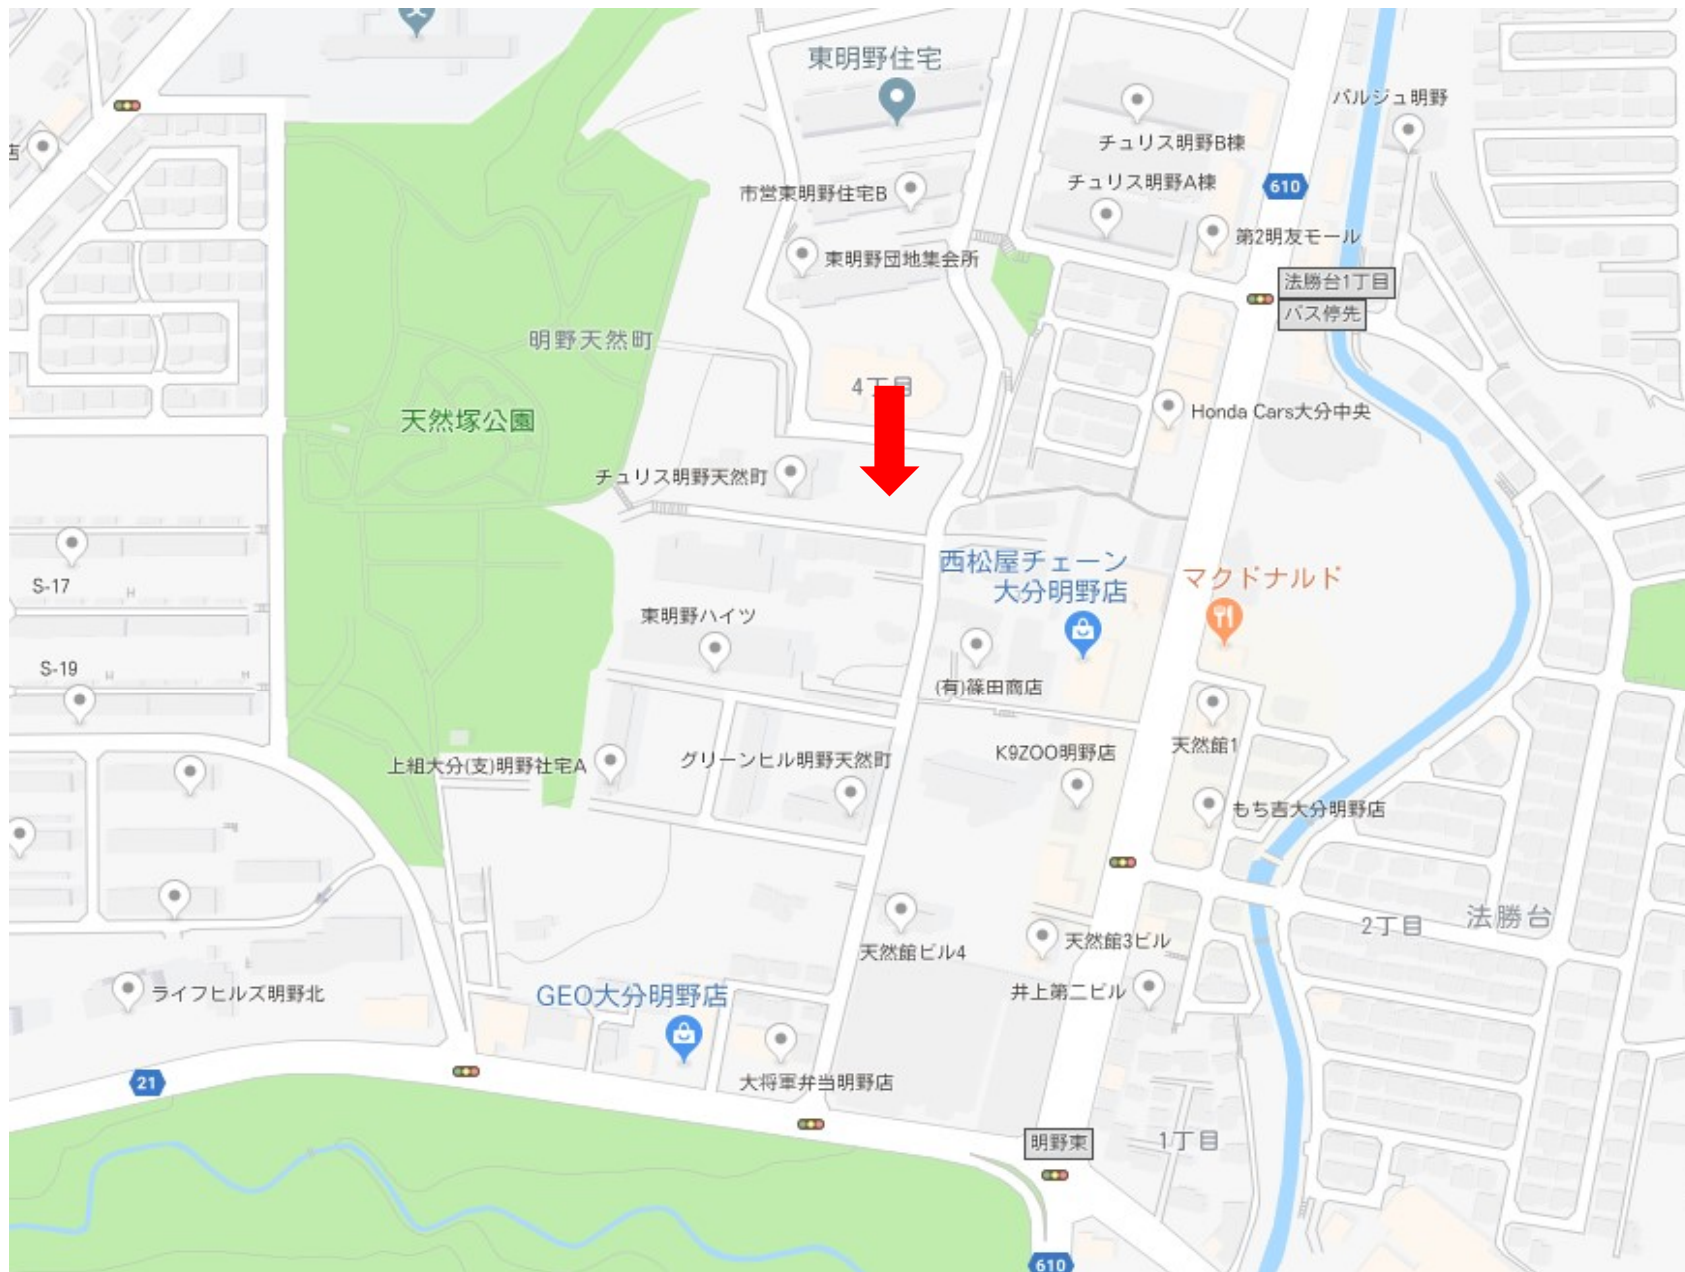 東明野住宅
バルジュ明野
チュリス明野B棟
チュリス明野A棟
610
市営東明野住宅B
第2明友モール
東明野団地集会所
法勝台1丁目
バス停先
明野天然町
4丁目
天然塚公園
Honda Cars大分中央
チュリス明野天然町
西松屋チェーン
大分明野店
マクドナルド
S-17
H
東明野ハイツ
S-19
H
H
(有)篠田商店
天然館1
K9ZOO明野店
上組大分(支)明野社宅A
グリーンヒル明野天然町
もち吉大分明野店
2丁目
法勝台
天然館3ビル
天然館ビル4
ライフヒルズ明野北
GEO大分明野店
井上第二ビル
21
大将軍弁当明野店
明野東
1丁目
610